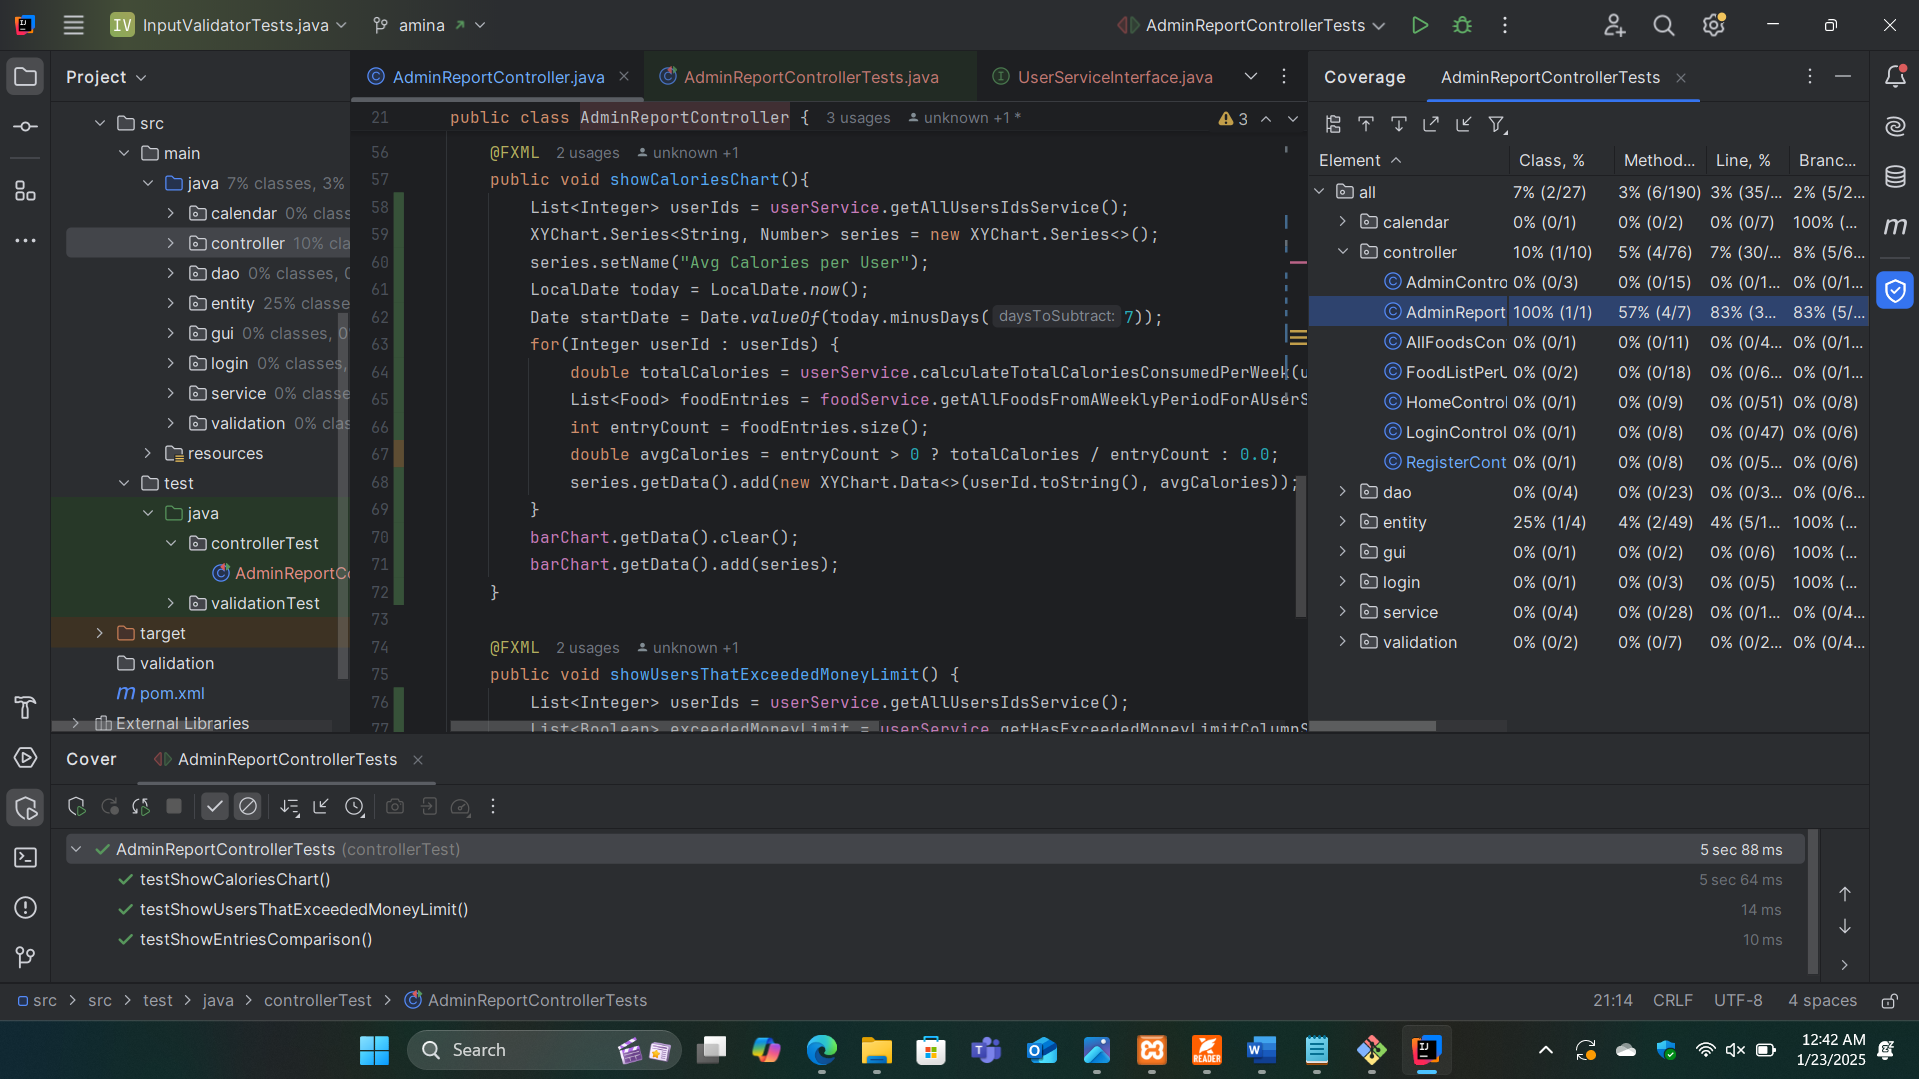 IV InputValidatorTests.java amina AdminReportControllerTests
Project
AdminReportController.java AdminReportControllerTests.java UserServiceInterface.java
Coverage AdminReportControllerTests
src
main
java 7% classes, 3%
calendar 0% class
controller 10% cla
dao 0% classes, 0
entity 25% classe
gui 0% classes, 0
login 0% classes,
service 0% classe
validation 0% clas
resources
test
java
controllerTest
AdminReportCo
validationTest
target
validation
m pom.xml
External Libraries
21 public class AdminReportController { 3 usages unknown +1 * 3
56 @FXML 2 usages unknown +1
57 public void showCaloriesChart(){
58 List<Integer> userIds = userService.getAllUsersIdsService();
59 XYChart.Series<String, Number> series = new XYChart.Series<>();
60 series.setName("Avg Calories per User");
61 LocalDate today = LocalDate.now();
62 Date startDate = Date.valueOf(today.minusDays( daysToSubtract: 7));
63 for(Integer userId : userIds) {
64 double totalCalories = userService.calculateTotalCaloriesConsumedPerWeek(u
65 List<Food> foodEntries = foodService.getAllFoodsFromAWeeklyPeriodForAUserS
66 int entryCount = foodEntries.size();
67 double avgCalories = entryCount > 0 ? totalCalories / entryCount : 0.0;
68 series.getData().add(new XYChart.Data<>(userId.toString(), avgCalories));
69 }
70 barChart.getData().clear();
71 barChart.getData().add(series);
72 }
73
74 @FXML 2 usages unknown +1
75 public void showUsersThatExceededMoneyLimit() {
76 List<Integer> userIds = userService.getAllUsersIdsService();
77 List<Boolean> exceededMoneyLimit = userService.getHasExceededMoneyLimitColumnS
Element Class, % Method... Line, % Branc...
all 7% (2/27) 3% (6/190) 3% (35/... 2% (5/2...
calendar 0% (0/1) 0% (0/2) 0% (0/7) 100% (...
controller 10% (1/10) 5% (4/76) 7% (30/... 8% (5/6...
AdminContro 0% (0/3) 0% (0/15) 0% (0/1... 0% (0/1...
AdminReport 100% (1/1) 57% (4/7) 83% (3... 83% (5/...
AllFoodsCon 0% (0/1) 0% (0/11) 0% (0/4... 0% (0/1...
FoodListPerU 0% (0/2) 0% (0/18) 0% (0/6... 0% (0/1...
HomeControl 0% (0/1) 0% (0/9) 0% (0/51) 0% (0/8)
LoginControl 0% (0/1) 0% (0/8) 0% (0/47) 0% (0/6)
RegisterCont 0% (0/1) 0% (0/8) 0% (0/5... 0% (0/6)
dao 0% (0/4) 0% (0/23) 0% (0/3... 0% (0/6...
entity 25% (1/4) 4% (2/49) 4% (5/1... 100% (...
gui 0% (0/1) 0% (0/2) 0% (0/6) 100% (...
login 0% (0/1) 0% (0/3) 0% (0/5) 100% (...
service 0% (0/4) 0% (0/28) 0% (0/1... 0% (0/4...
validation 0% (0/2) 0% (0/7) 0% (0/2... 0% (0/4...
m
Cover AdminReportControllerTests
AdminReportControllerTests (controllerTest) 5 sec 88 ms
testShowCaloriesChart() 5 sec 64 ms
testShowUsersThatExceededMoneyLimit() 14 ms
testShowEntriesComparison() 10 ms
src > src > test > java > controllerTest > AdminReportControllerTests 21:14 CRLF UTF-8 4 spaces
Search
READER
12:42 AM
1/23/2025